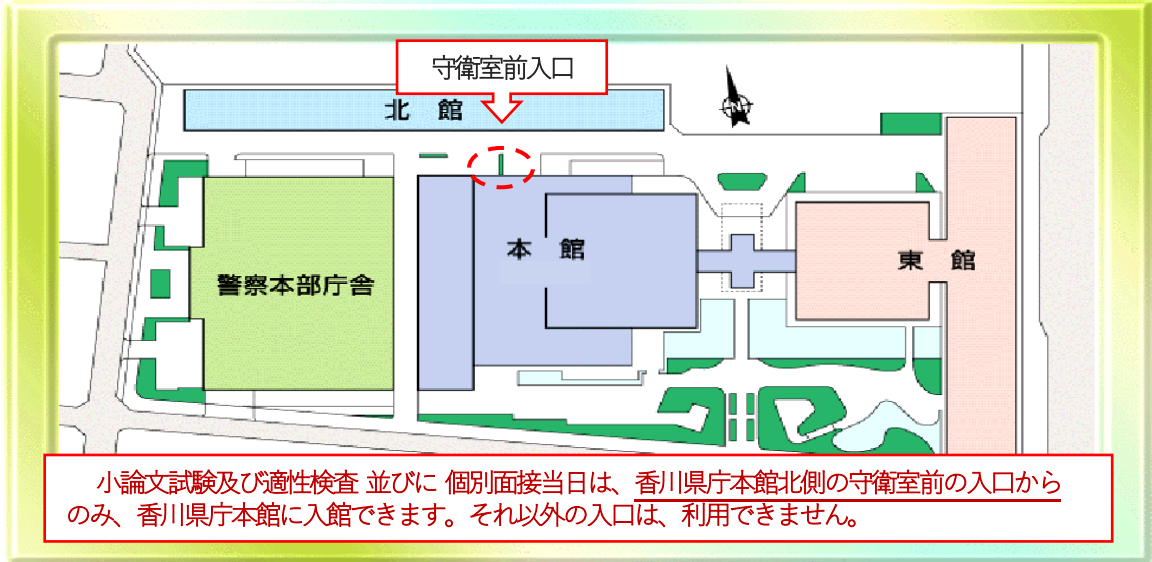 守衛室前入口
北 館
本 館
東 館
警察本部庁舎
小論文試験及び適性検査 並びに 個別面接当日は、香川県庁本館北側の守衛室前の入口から
のみ、香川県庁本館に入館できます。それ以外の入口は、利用できません。